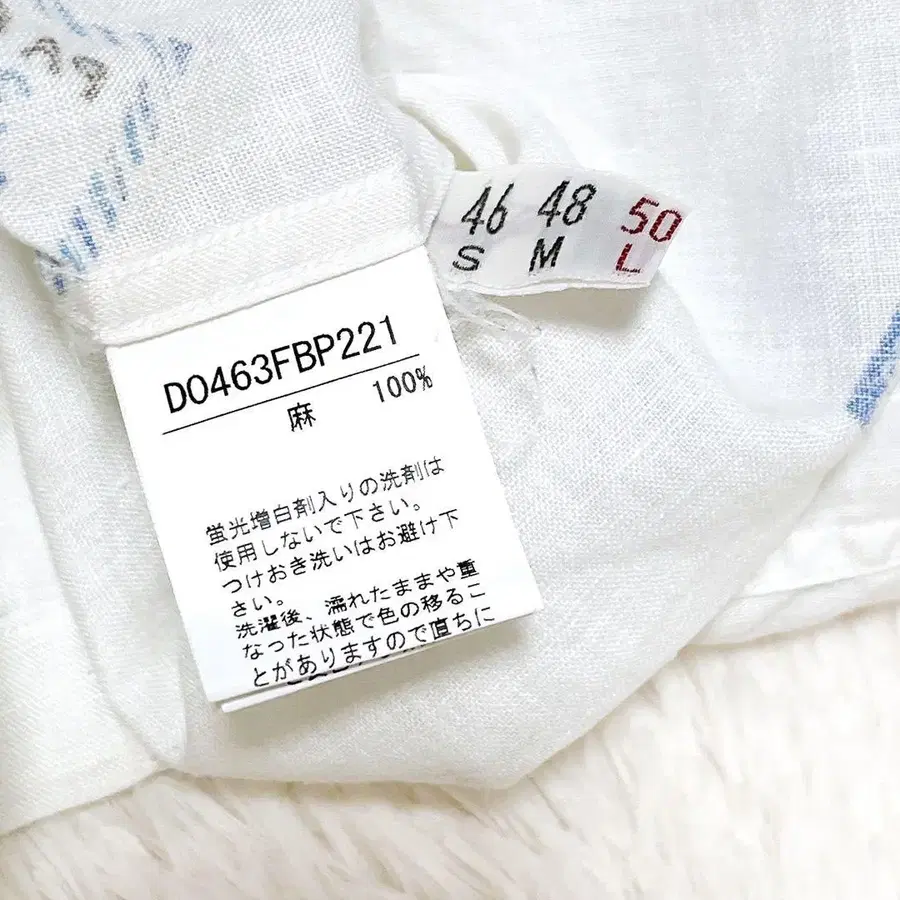 46 48 50
S M L
D0463FBP221
麻 100%
蛍光増白剤入りの洗剤は
使用しないで下さい。
つけおき洗いはお避け下
さい。
洗濯後、濡れたままや重
なった状態で色の移るこ
とがありますので直ちに